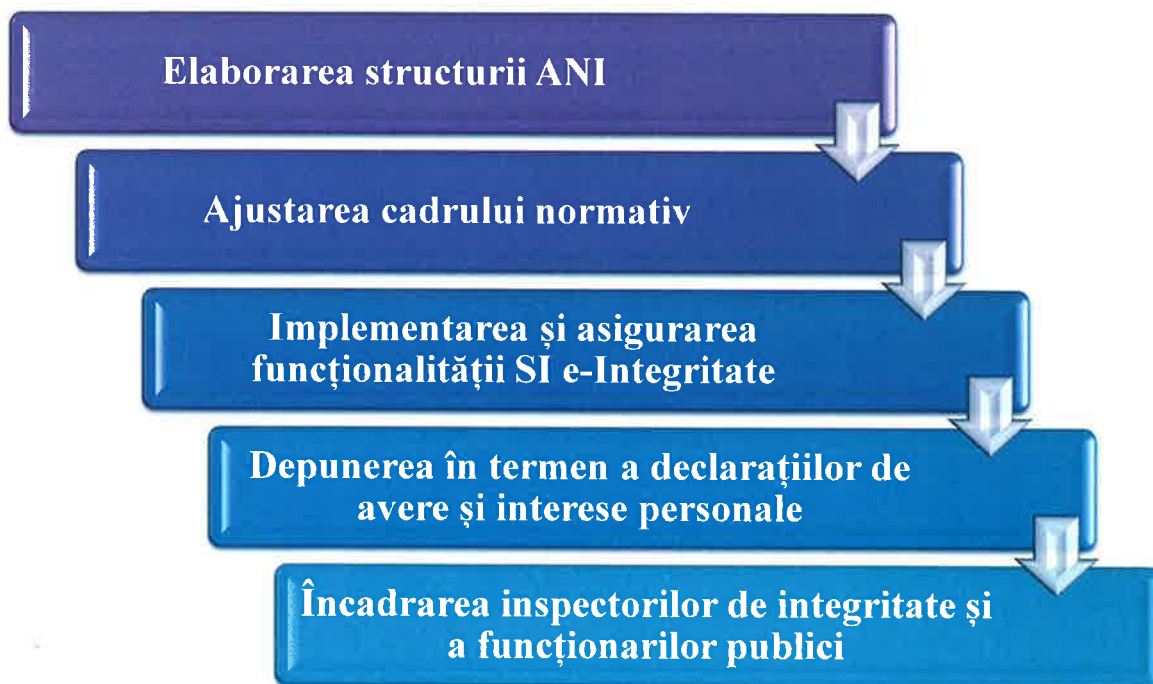 Elaborarea structurii ANI
Ajustarea cadrului normativ
Implementarea și asigurarea
funcționalității SI e-Integritate
Depunerea în termen a declarațiilor de
avere și interese personale
Încadrarea inspectorilor de integritate și
a funcționarilor publici